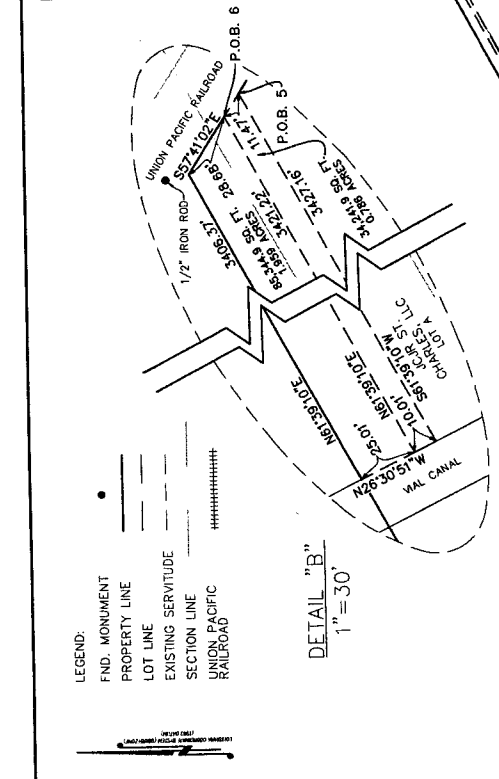 LEGEND:
FND. MONUMENT
PROPERTY LINE
LOT LINE
EXISTING SERVITUDE
SECTION LINE
UNION PACIFIC
RAILROAD
DETAIL "B"
1"=30'
UNION PACIFIC RAILROAD
S57°41'02"E
1/2" IRON ROD
P.O.B. 6
28.68'
3406.37'
85,344.9 SQ. FT.
1.959 ACRES
3421.22'
11.47'
P.O.B. 5
3427.16'
34,241.9 SQ. FT.
0.786 ACRES
N61°39'10"E
N61°39'10"E
S61°39'10"W
25.01'
10.01'
N26°30'51"W
VIAL CANAL
JCJR ST.
CHARLES, LLC
LOT A